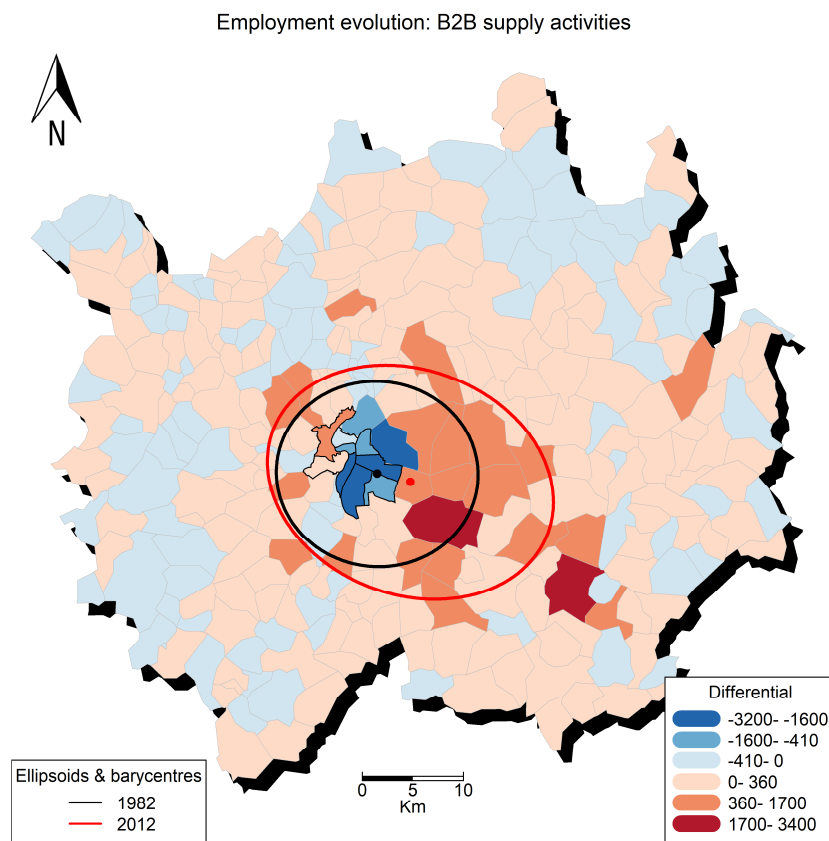 Employment evolution: B2B supply activities
N
Ellipsoids & barycentres
1982
2012
0 5 10
Km
Differential
-3200- -1600
-1600- -410
-410- 0
0- 360
360- 1700
1700- 3400